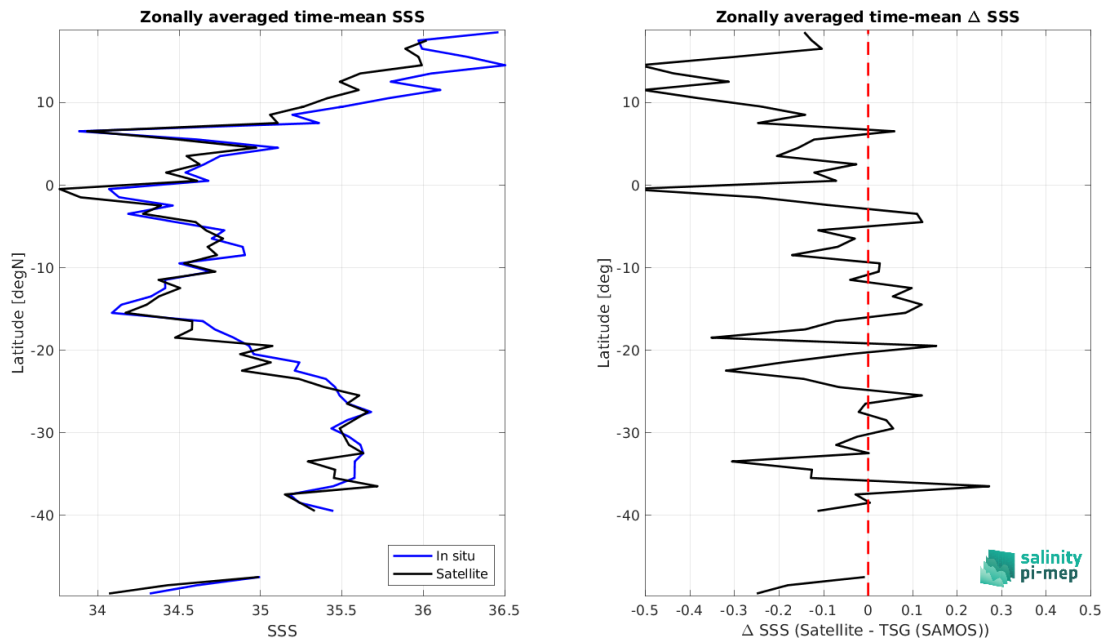 Zonally averaged time-mean SSS
Latitude [degN]
10
0
-10
-20
-30
-40
34
34.5
35
35.5
36
36.5
SSS
In situ
Satellite
Zonally averaged time-mean Δ SSS
Latitude [deg]
10
0
-10
-20
-30
-40
-0.5
-0.4
-0.3
-0.2
-0.1
0
0.1
0.2
0.3
0.4
0.5
Δ SSS (Satellite - TSG (SAMOS))
salinity
pi-mep